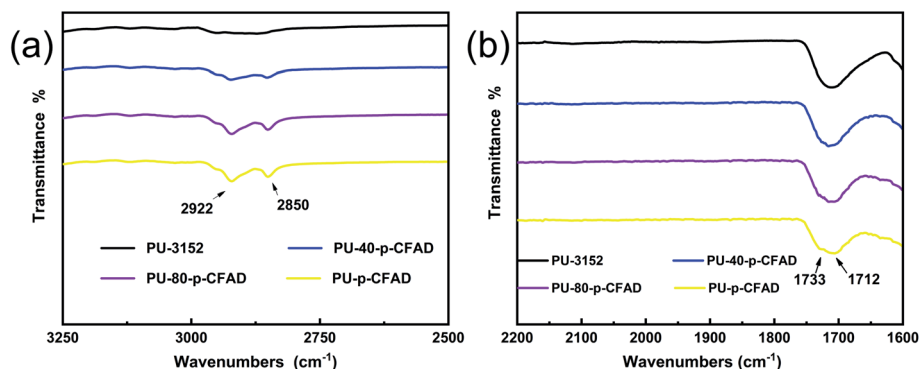 (a)
Transmittance %
2922
2850
PU-3152
PU-40-p-CFAD
PU-80-p-CFAD
PU-p-CFAD
3250
3000
2750
2500
Wavenumbers (cm⁻¹)
(b)
Transmittance %
PU-3152
PU-40-p-CFAD
1733
1712
PU-80-p-CFAD
PU-p-CFAD
2200
2100
2000
1900
1800
1700
1600
Wavenumbers (cm⁻¹)